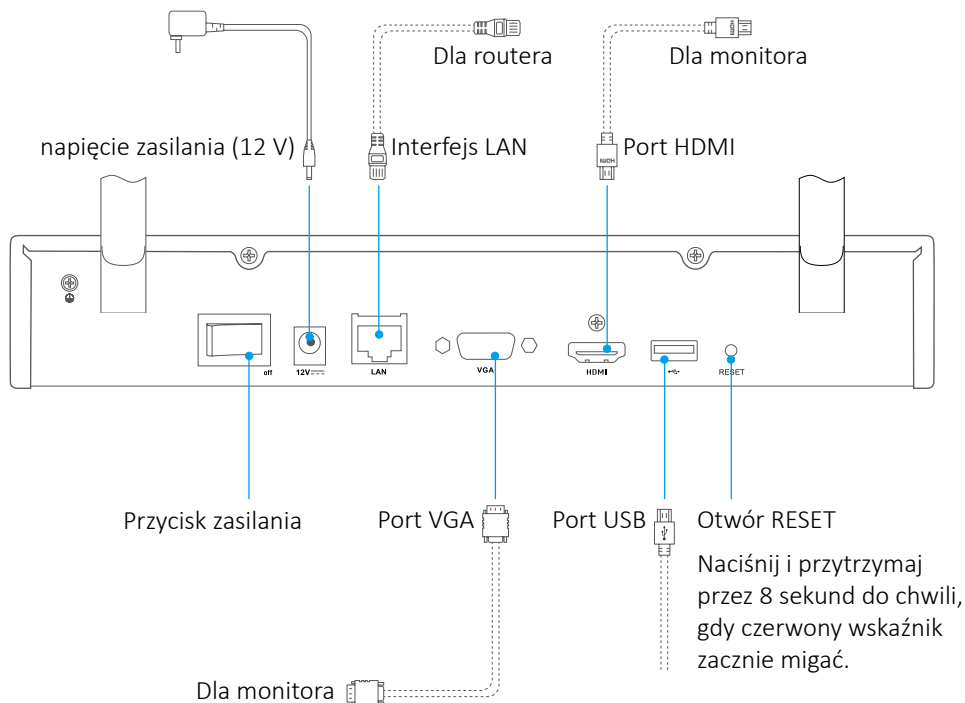 Dla routera
Dla monitora
napięcie zasilania (12 V)
Interfejs LAN
HDMI
HDMI
Port HDMI
off
12V
LAN
VGA
HDMI
RESET
Przycisk zasilania
Port VGA
Port USB
Otwór RESET
Naciśnij i przytrzymaj
przez 8 sekund do chwili,
gdy czerwony wskaźnik
zacznie migać.
Dla monitora